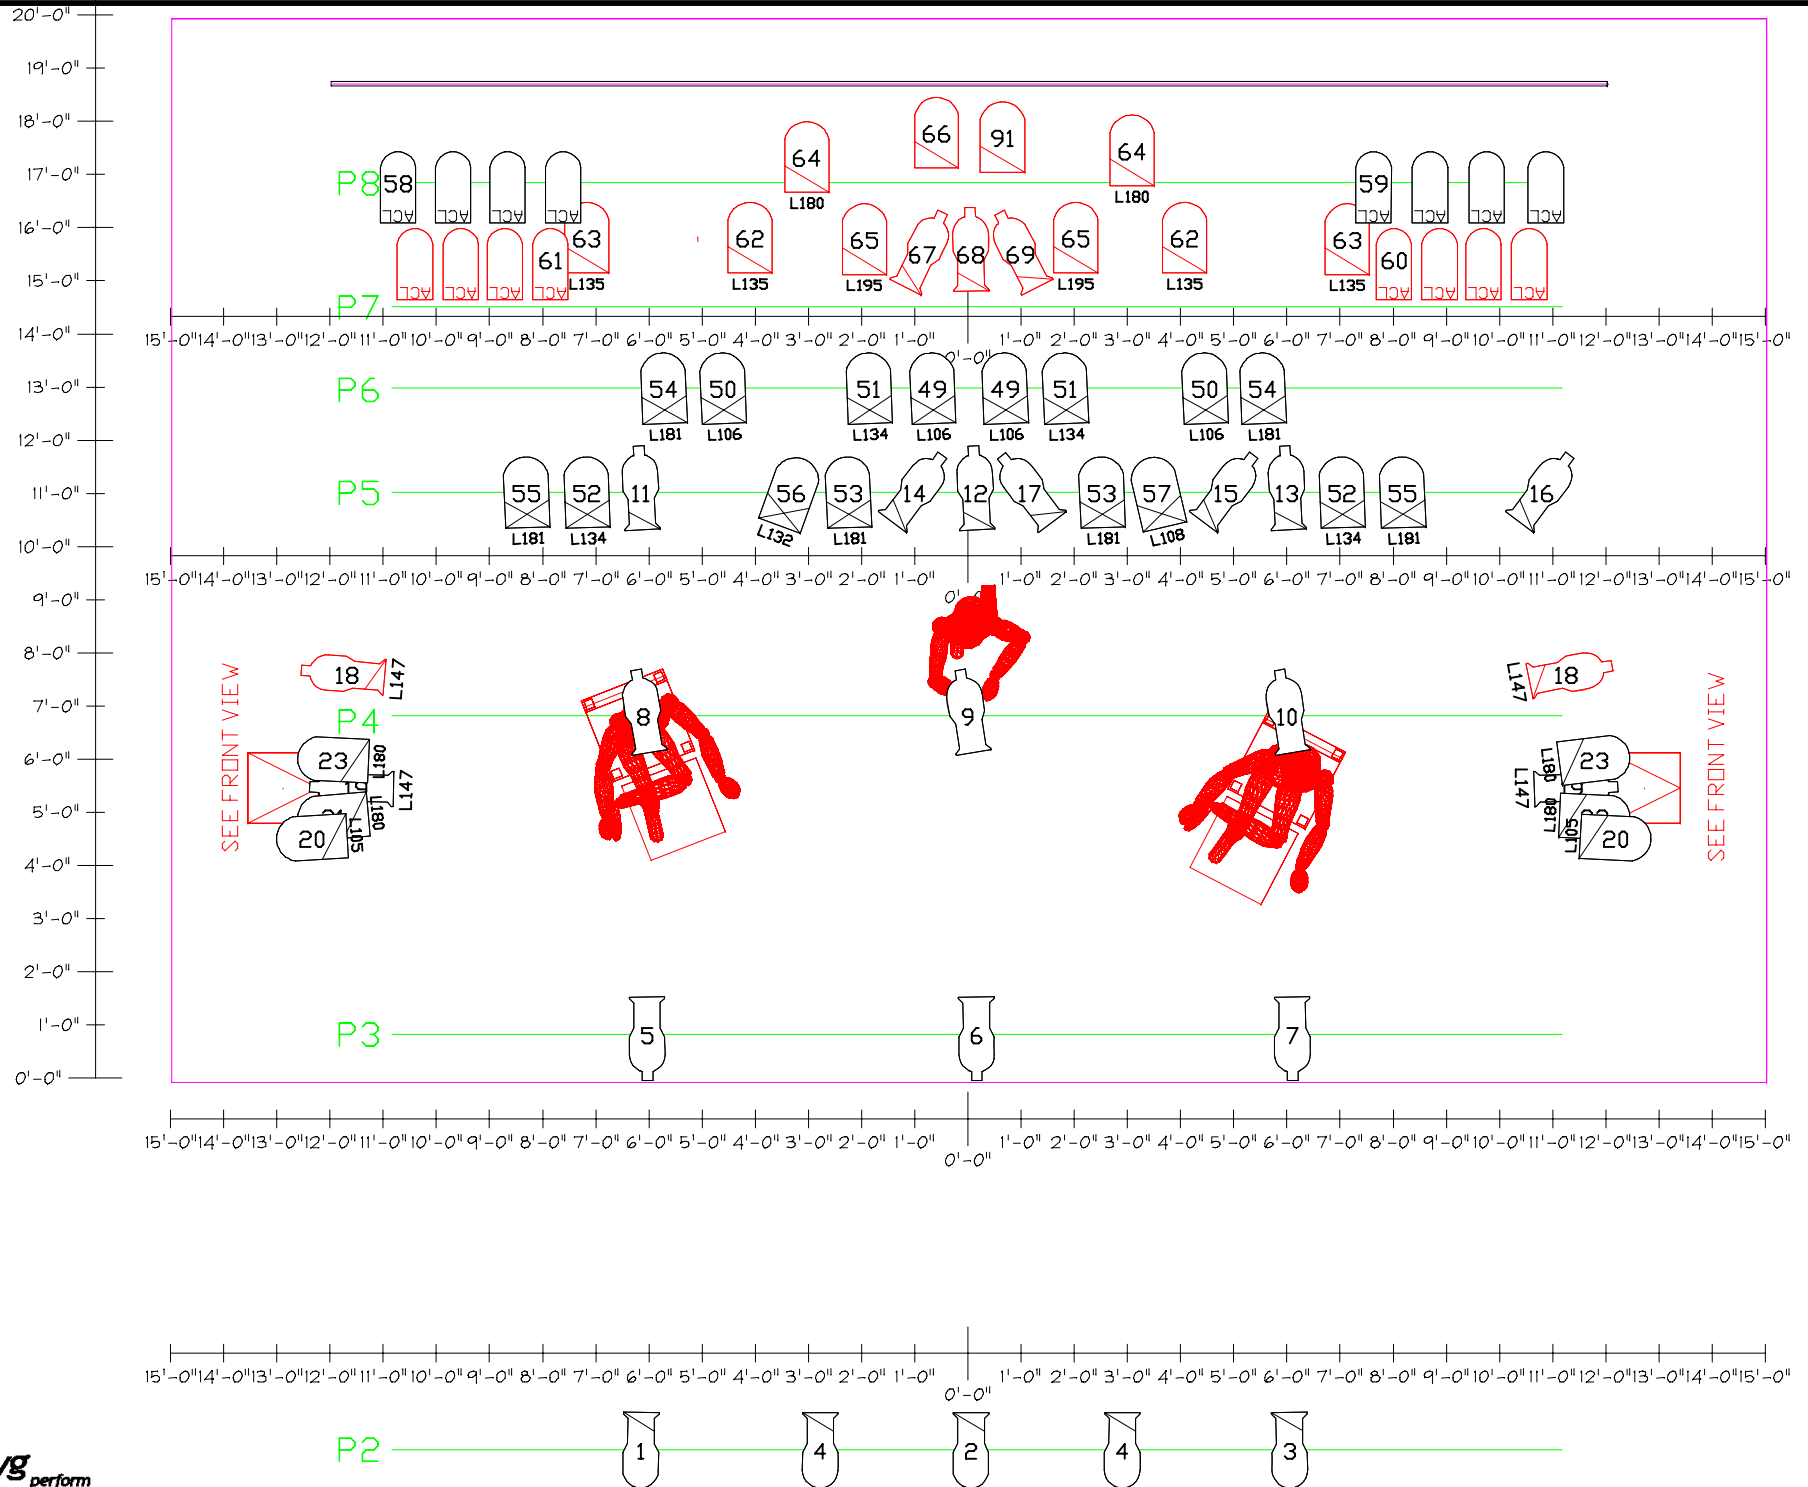 20'-0"
19'-0"
18'-0"
66 91
64 64
L180 L180
17'-0"
P8 58 59
ACL ACL ACL ACL ACL ACL ACL ACL
16'-0"
63 62 65 67 68 69 65 62 63
61 60
L135 L135 L195 L195 L135 L135
ACL ACL ACL ACL ACL ACL ACL ACL
15'-0"
P7
14'-0"
15'-0" 14'-0" 13'-0" 12'-0" 11'-0" 10'-0" 9'-0" 8'-0" 7'-0" 6'-0" 5'-0" 4'-0" 3'-0" 2'-0" 1'-0" 0'-0" 1'-0" 2'-0" 3'-0" 4'-0" 5'-0" 6'-0" 7'-0" 8'-0" 9'-0" 10'-0" 11'-0" 12'-0" 13'-0" 14'-0" 15'-0"
13'-0"
P6 54 50 51 49 49 51 50 54
L181 L106 L134 L106 L106 L134 L106 L181
12'-0"
11'-0"
P5 55 52 11 56 53 14 12 17 53 57 15 13 52 55 16
L181 L134 L132 L181 L181 L108 L134 L181
10'-0"
15'-0" 14'-0" 13'-0" 12'-0" 11'-0" 10'-0" 9'-0" 8'-0" 7'-0" 6'-0" 5'-0" 4'-0" 3'-0" 2'-0" 1'-0" 1'-0" 2'-0" 3'-0" 4'-0" 5'-0" 6'-0" 7'-0" 8'-0" 9'-0" 10'-0" 11'-0" 12'-0" 13'-0" 14'-0" 15'-0"
9'-0"
8'-0"
18 L147 L147 18
7'-0"
P4 8 9 10
SEE FRONT VIEW SEE FRONT VIEW
6'-0"
23 L180 L180 23
L147 L147
L180 L180
5'-0"
20 L105 L105 20
4'-0"
3'-0"
2'-0"
1'-0"
P3 5 6 7
0'-0"
15'-0" 14'-0" 13'-0" 12'-0" 11'-0" 10'-0" 9'-0" 8'-0" 7'-0" 6'-0" 5'-0" 4'-0" 3'-0" 2'-0" 1'-0" 0'-0" 1'-0" 2'-0" 3'-0" 4'-0" 5'-0" 6'-0" 7'-0" 8'-0" 9'-0" 10'-0" 11'-0" 12'-0" 13'-0" 14'-0" 15'-0"
15'-0" 14'-0" 13'-0" 12'-0" 11'-0" 10'-0" 9'-0" 8'-0" 7'-0" 6'-0" 5'-0" 4'-0" 3'-0" 2'-0" 1'-0" 0'-0" 1'-0" 2'-0" 3'-0" 4'-0" 5'-0" 6'-0" 7'-0" 8'-0" 9'-0" 10'-0" 11'-0" 12'-0" 13'-0" 14'-0" 15'-0"
P2 1 4 2 4 3
perform